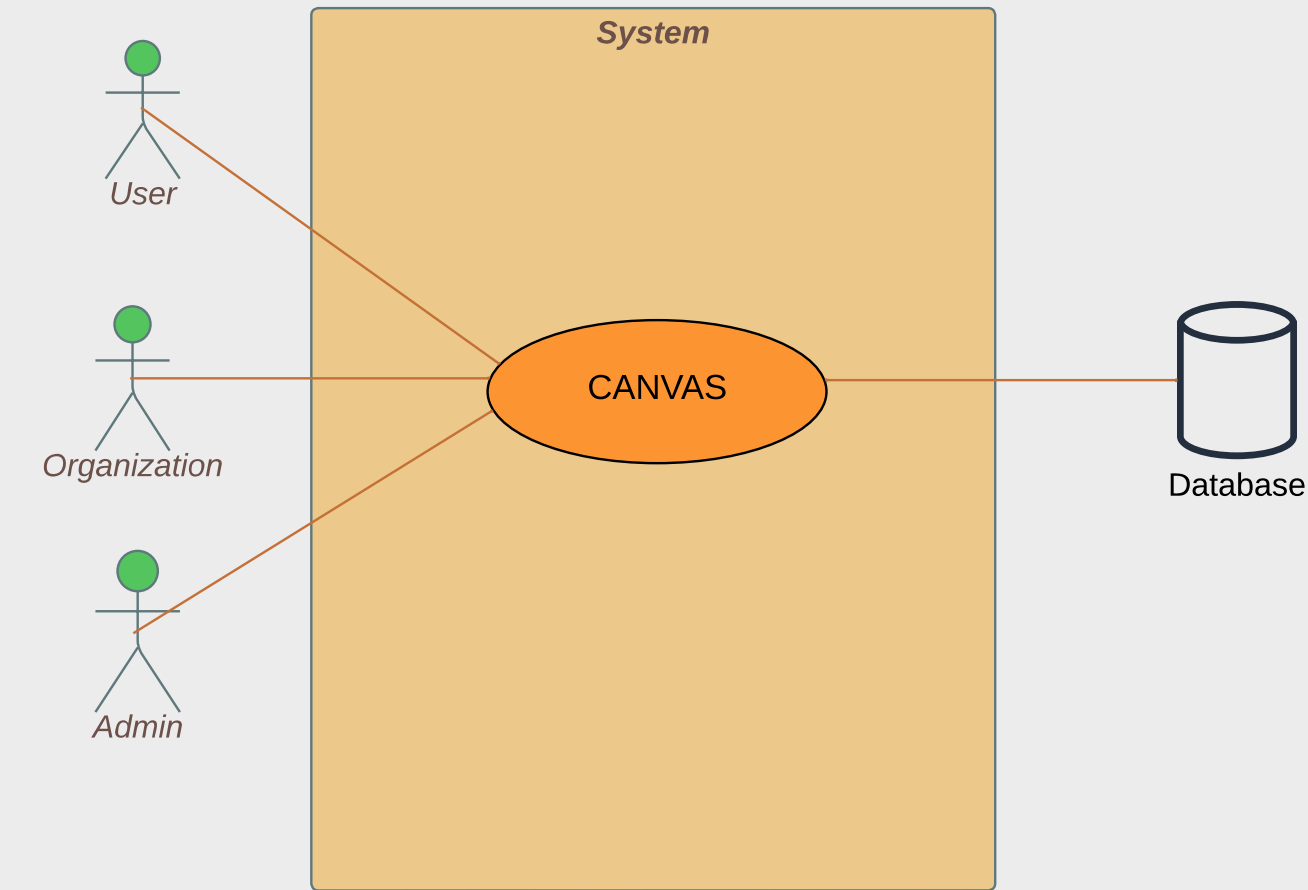 System
User
CANVAS
Organization
Database
Admin